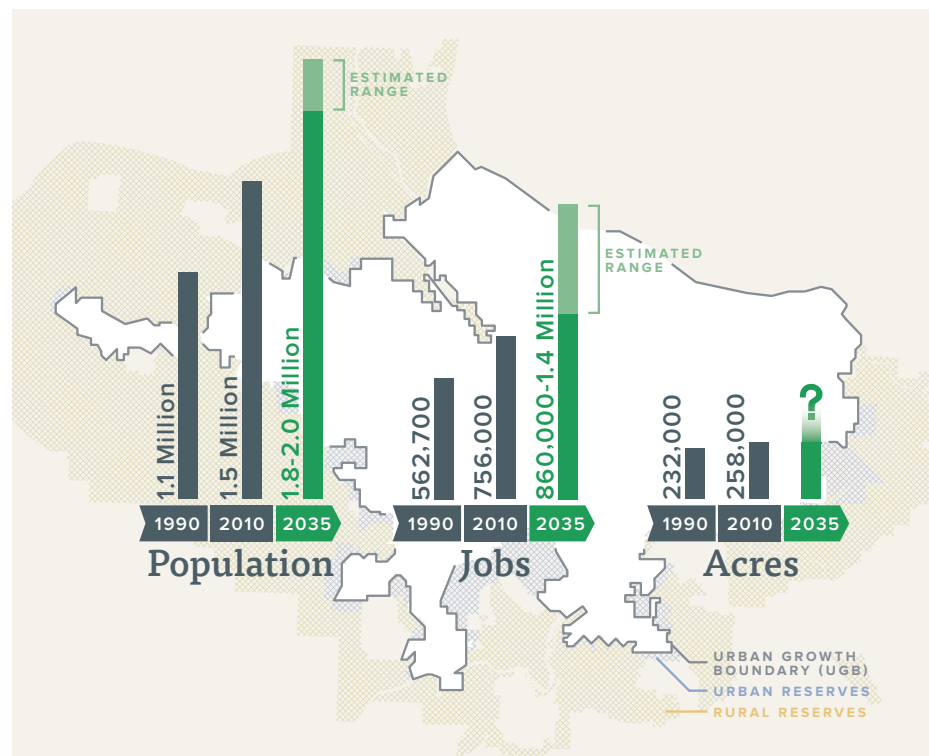 ESTIMATED
RANGE
1.1 Million
1.5 Million
1.8-2.0 Million
1990
2010
2035
Population
ESTIMATED
RANGE
562,700
756,000
860,000-1.4 Million
1990
2010
2035
Jobs
232,000
258,000
?
1990
2010
2035
Acres
URBAN GROWTH
BOUNDARY (UGB)
URBAN RESERVES
RURAL RESERVES